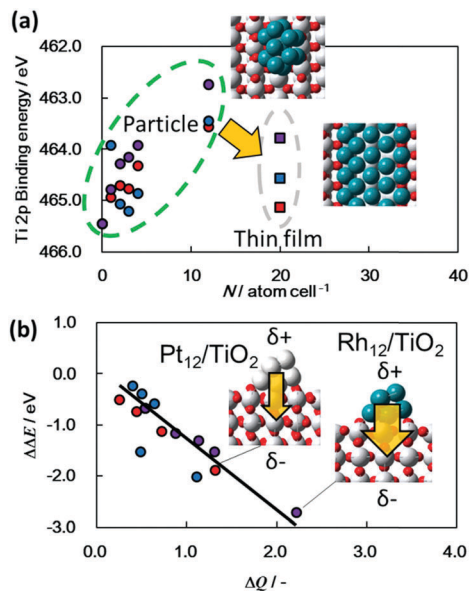 (a)
Ti 2p Binding energy / eV
462.0
463.0
464.0
465.0
466.0
Particle
Thin film
0 10 20 30 40
N / atom cell⁻¹
(b)
ΔΔE / eV
1.0
0.0
-1.0
-2.0
-3.0
Pt₁₂/TiO₂
δ+
δ-
Rh₁₂/TiO₂
δ+
δ-
0.0 1.0 2.0 3.0 4.0
ΔQ / -